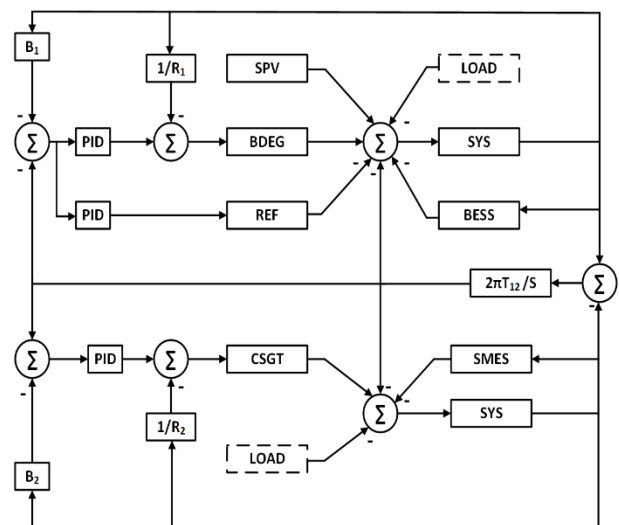 B₁
1/R₁
SPV
LOAD
-
-
-
Σ
PID
Σ
BDEG
Σ
SYS
-
-
-
-
PID
REF
BESS
2πT₁₂/S
Σ
-
Σ
PID
Σ
CSGT
SMES
-
-
-
-
Σ
SYS
1/R₂
-
LOAD
B₂